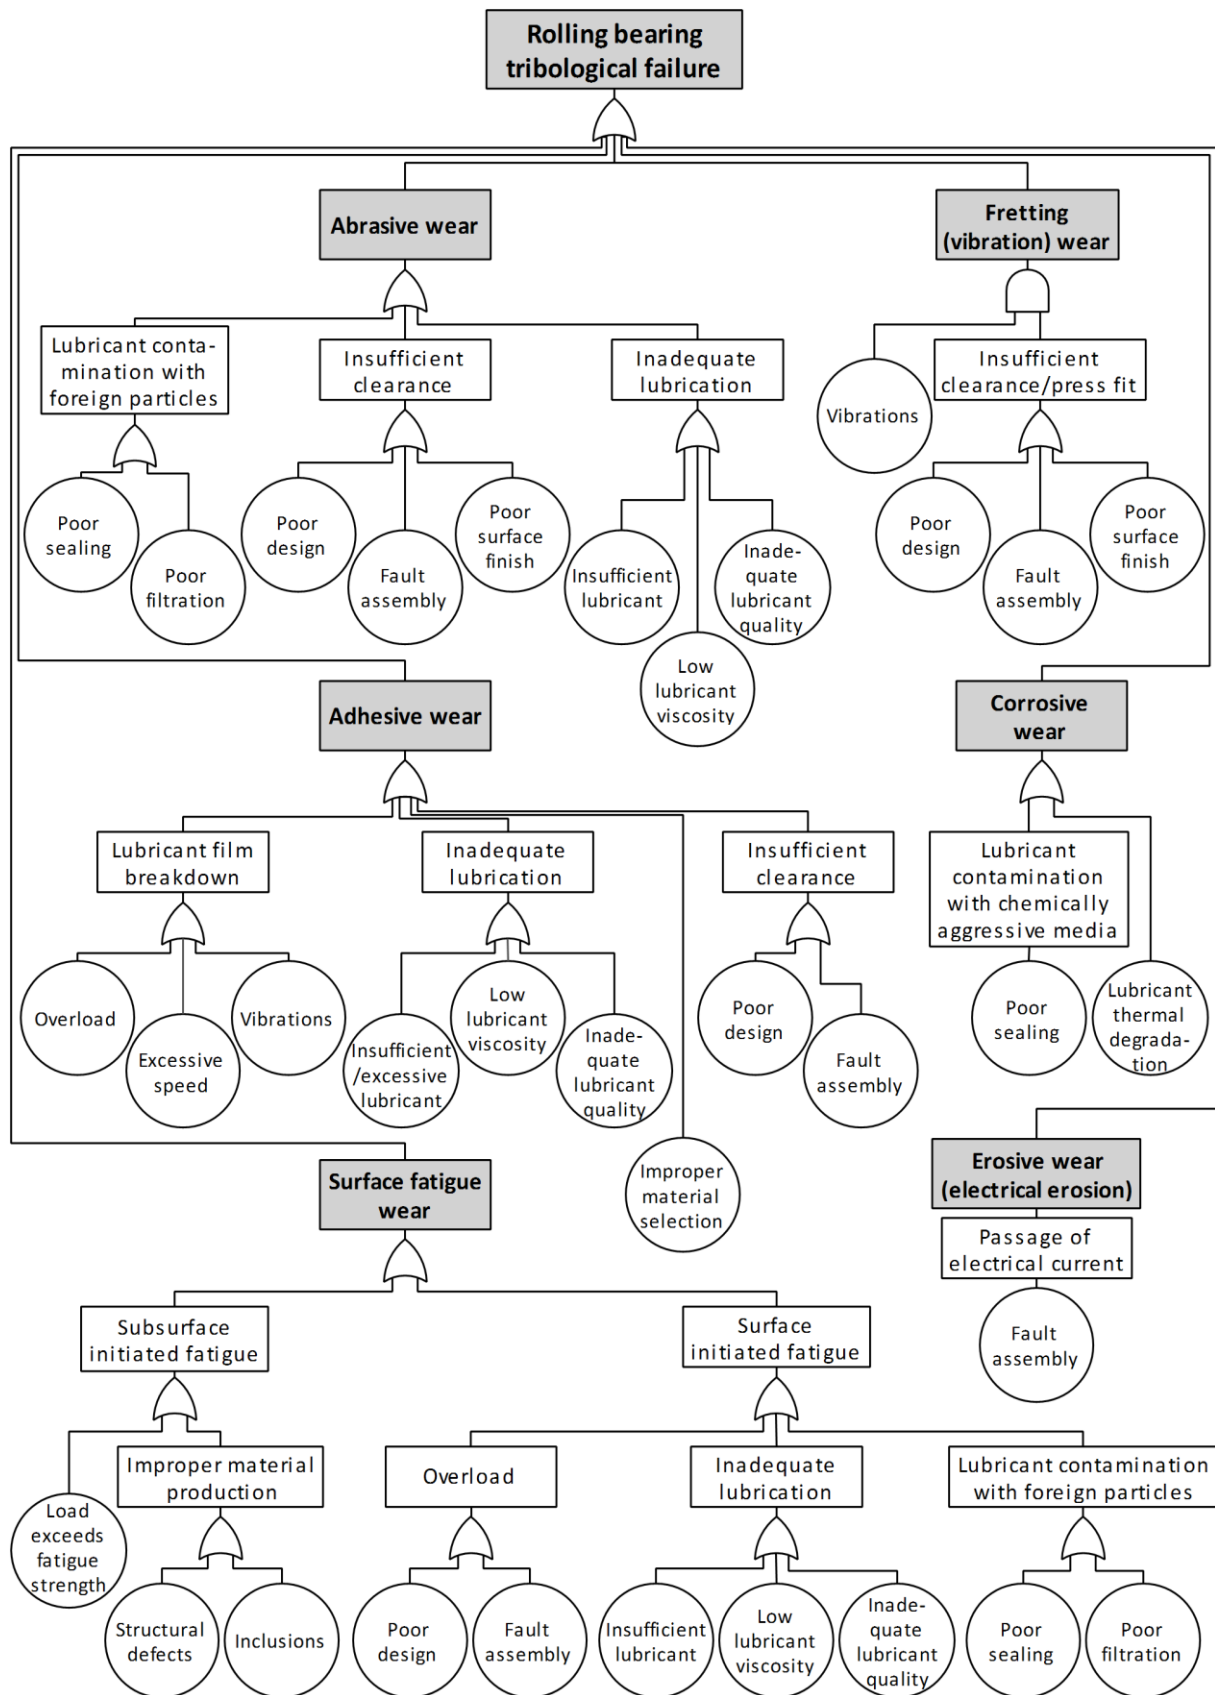 Rolling bearing
tribological failure
Abrasive wear
Fretting
(vibration) wear
Lubricant conta-
mination with
foreign particles
Insufficient
clearance
Inadequate
lubrication
Vibrations
Insufficient
clearance/press fit
Poor
sealing
Poor
filtration
Poor
design
Fault
assembly
Poor
surface
finish
Insufficient
lubricant
Low
lubricant
viscosity
Inade-
quate
lubricant
quality
Poor
design
Fault
assembly
Poor
surface
finish
Adhesive wear
Corrosive
wear
Lubricant film
breakdown
Inadequate
lubrication
Insufficient
clearance
Lubricant
contamination
with chemically
aggressive media
Overload
Excessive
speed
Vibrations
Insufficient
/excessive
lubricant
Low
lubricant
viscosity
Inade-
quate
lubricant
quality
Improper
material
selection
Poor
design
Fault
assembly
Poor
sealing
Lubricant
thermal
degrada-
tion
Surface fatigue
wear
Erosive wear
(electrical erosion)
Passage of
electrical current
Fault
assembly
Subsurface
initiated fatigue
Surface
initiated fatigue
Load
exceeds
fatigue
strength
Improper material
production
Overload
Inadequate
lubrication
Lubricant contamination
with foreign particles
Structural
defects
Inclusions
Poor
design
Fault
assembly
Insufficient
lubricant
Low
lubricant
viscosity
Inade-
quate
lubricant
quality
Poor
sealing
Poor
filtration